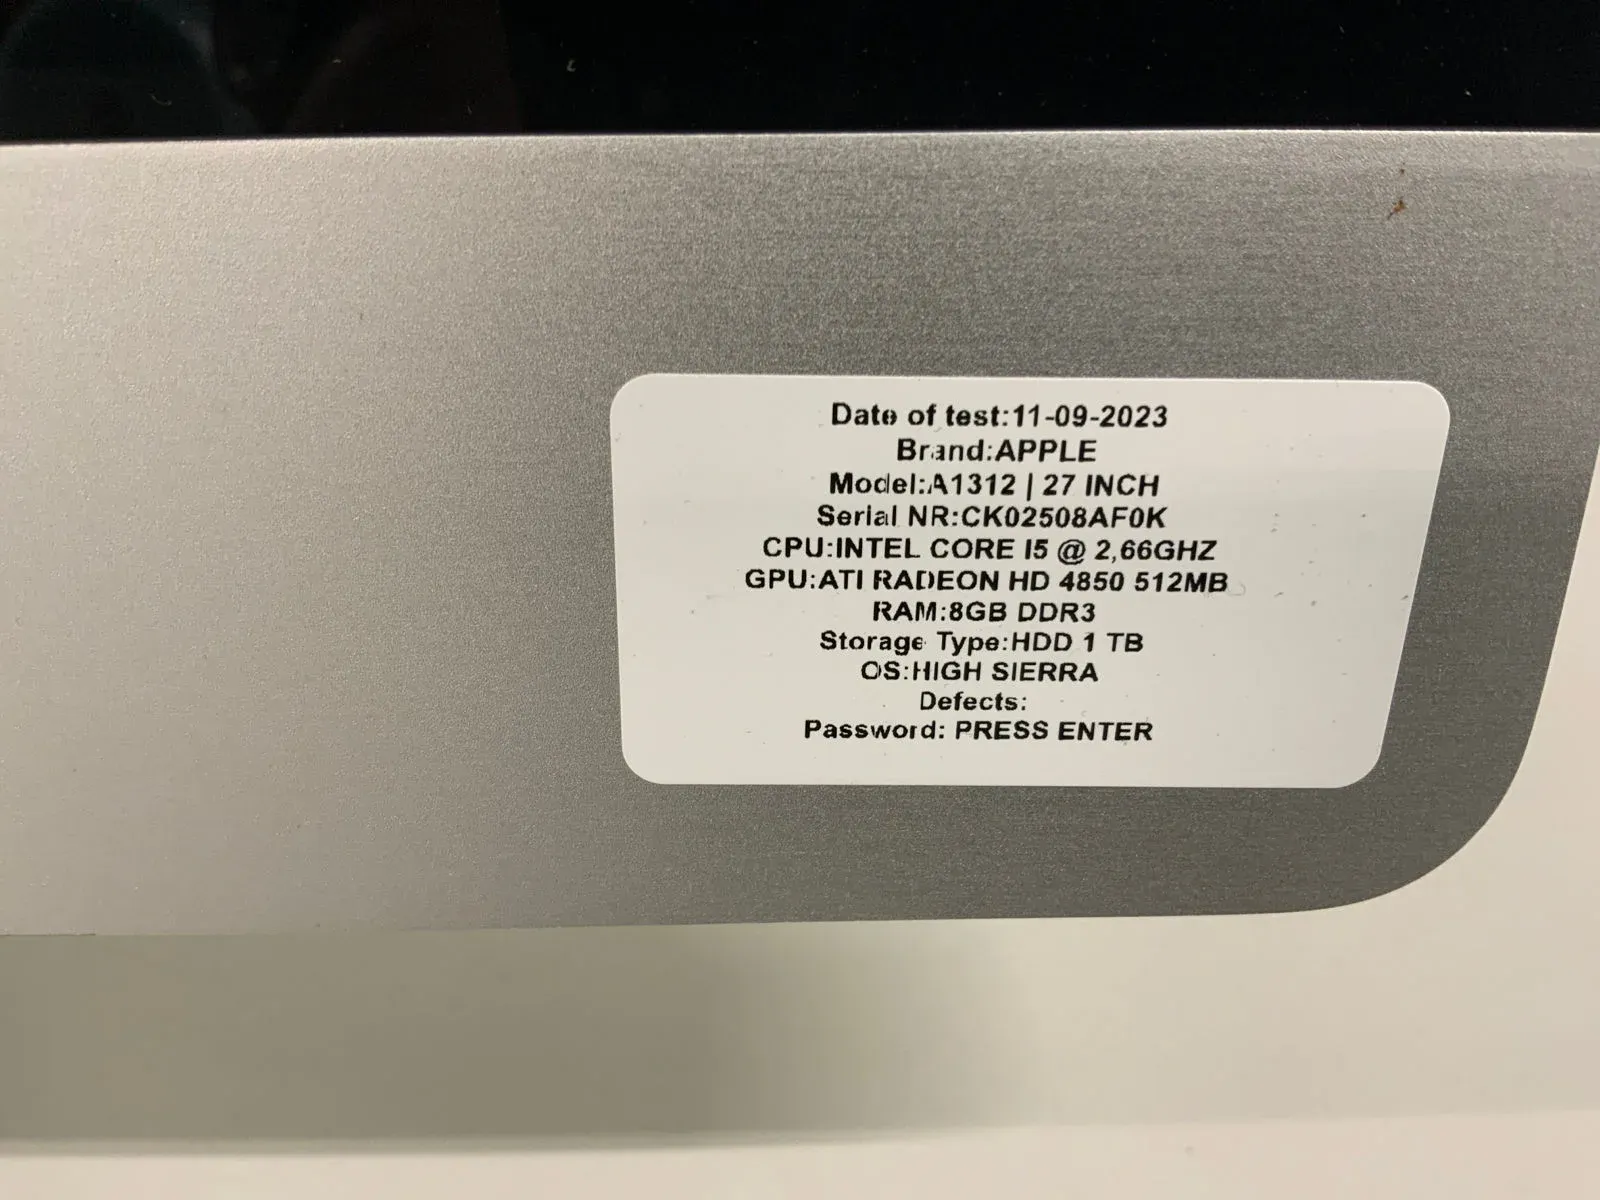 Date of test:11-09-2023
Brand:APPLE
Model:A1312 | 27 INCH
Serial NR:CK02508AF0K
CPU:INTEL CORE I5 @ 2,66GHZ
GPU:ATI RADEON HD 4850 512MB
RAM:8GB DDR3
Storage Type:HDD 1 TB
OS:HIGH SIERRA
Defects:
Password: PRESS ENTER